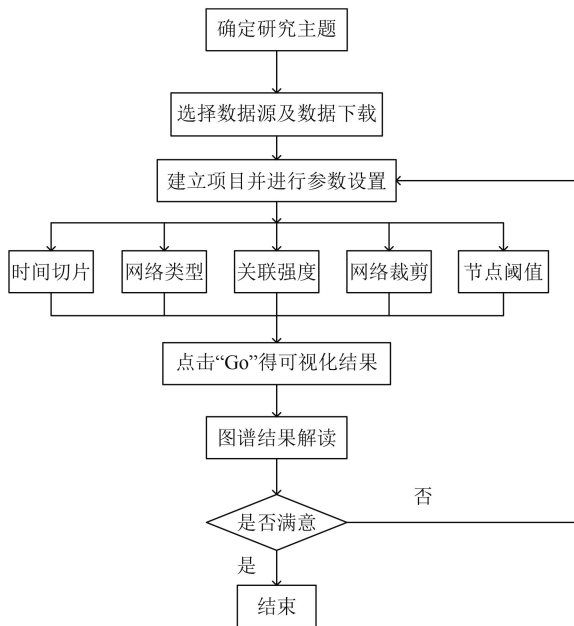 确定研究主题
选择数据源及数据下载
建立项目并进行参数设置
时间切片
网络类型
关联强度
网络裁剪
节点阈值
点击“Go”得可视化结果
图谱结果解读
否
是否满意
是
结束